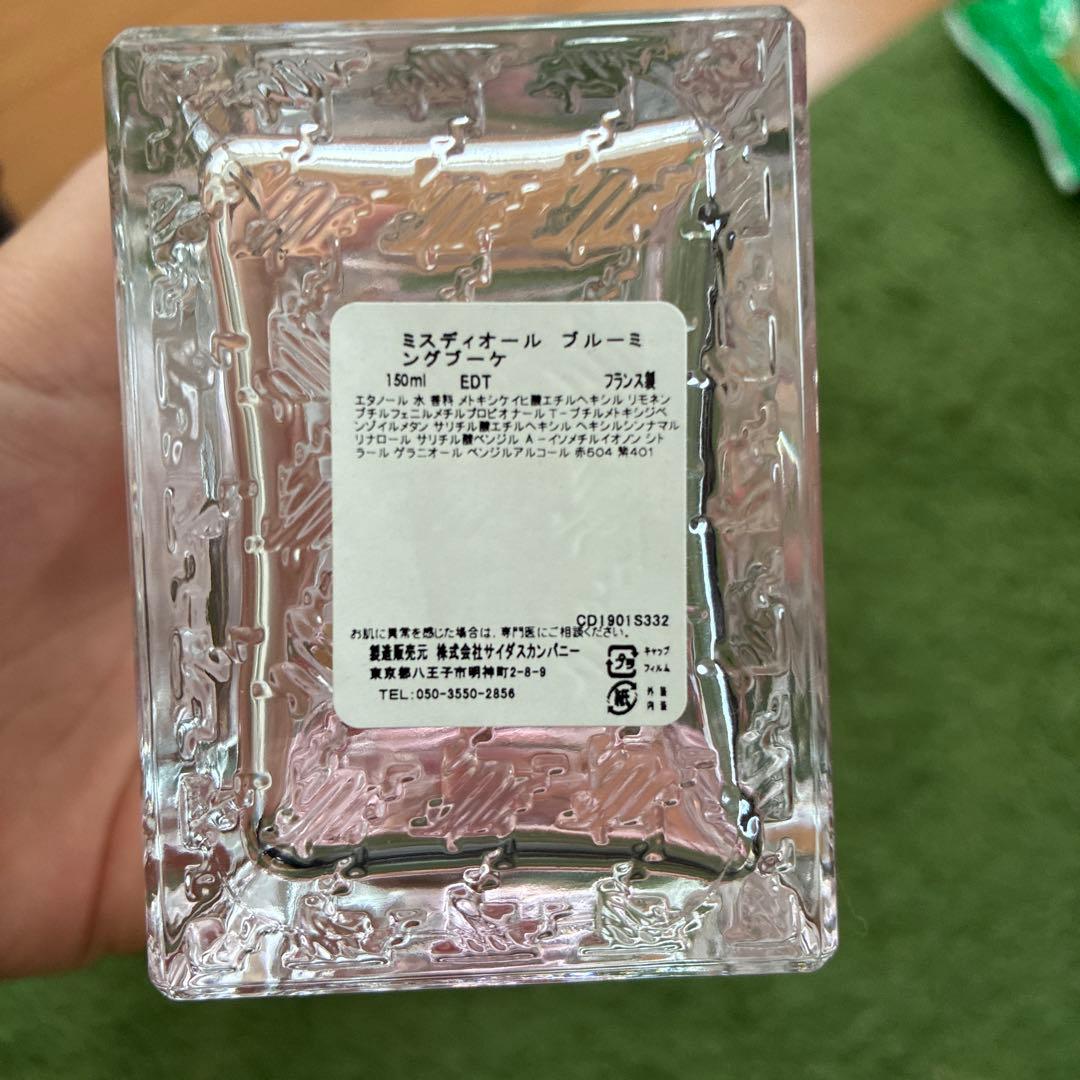 ミスディオール ブルーミ
ングブーケ
150ml EDT フランス製
エタノール 水 香料 メトキシケイヒ酸エチルヘキシル リモネン
ブチルフェニルメチルプロピオナール T-ブチルメトキシジベ
ンゾイルメタン サリチル酸エチルヘキシル ヘキシルシンナマル
リナロール サリチル酸ベンジル A-イソメチルイオノン シト
ラール ゲラニオール ベンジルアルコール 赤504 紫401
CD1901S332
お肌に異常を感じた場合は、専門医にご相談ください。
製造販売元 株式会社サイダスカンパニー
東京都八王子市明神町2-8-9
TEL:050-3550-2856
プラ キャップ
フィルム
紙 外装
内装